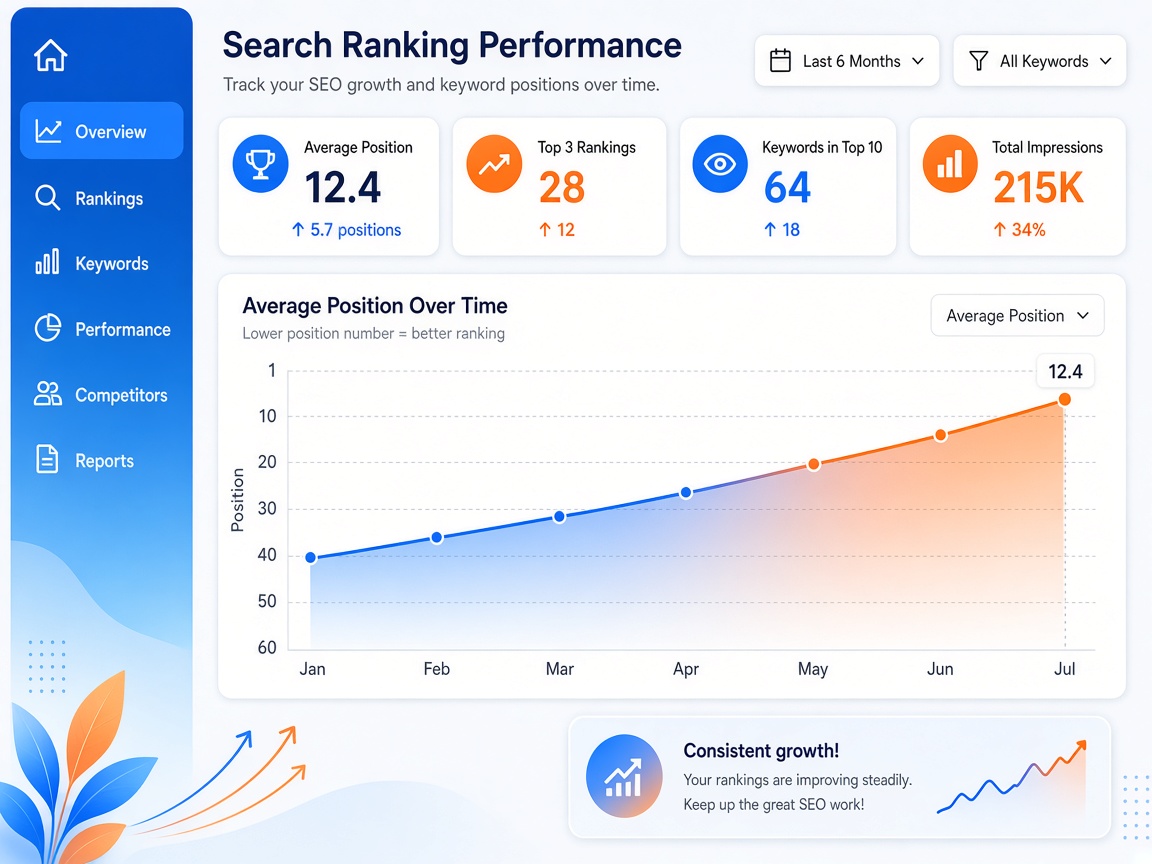 Search Ranking Performance
Track your SEO growth and keyword positions over time.
Last 6 Months
All Keywords
Overview
Rankings
Keywords
Performance
Competitors
Reports
Average Position
12.4
↑ 5.7 positions
Top 3 Rankings
28
↑ 12
Keywords in Top 10
64
↑ 18
Total Impressions
215K
↑ 34%
Average Position Over Time
Lower position number = better ranking
Average Position
12.4
Position
1
10
20
30
40
50
60
Jan Feb Mar Apr May Jun Jul
Consistent growth!
Your rankings are improving steadily.
Keep up the great SEO work!